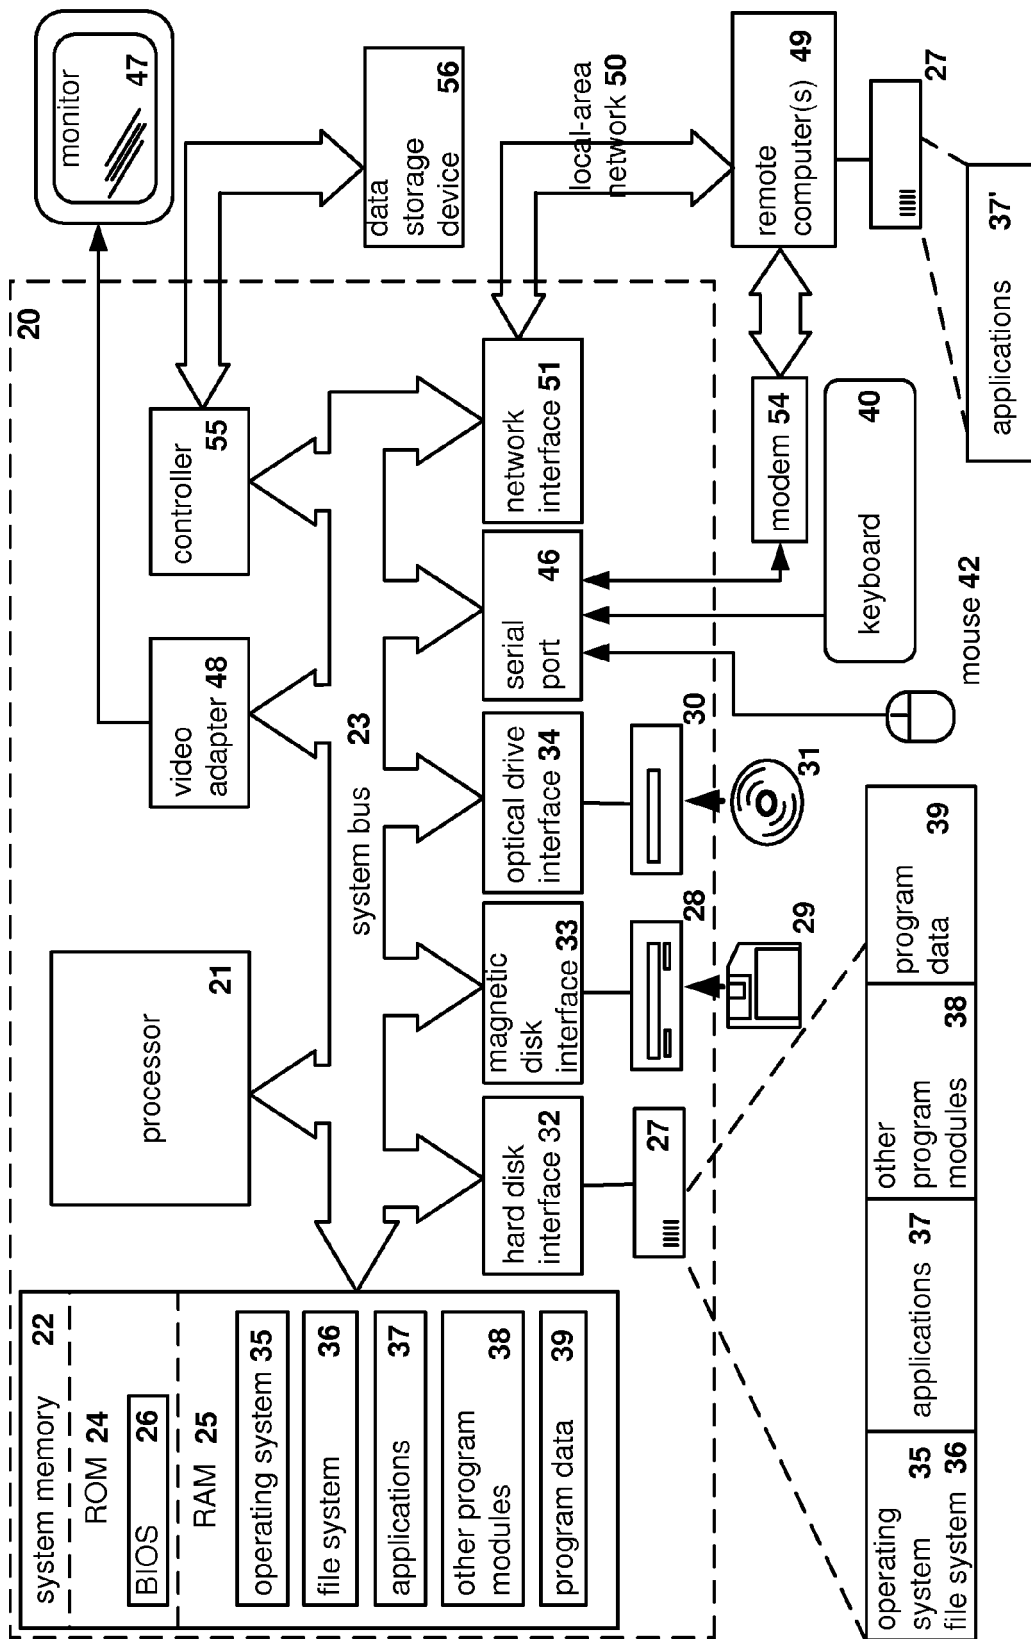 system memory 22
ROM 24
BIOS 26
RAM 25
operating system 35
file system 36
applications 37
other program
modules 38
program data 39
processor 21
video
adapter 48
controller
55
20
monitor
47
system bus
23
data
storage
device
56
hard disk
interface 32
magnetic
disk
interface 33
optical drive
interface 34
serial
port
46
network
interface 51
local-area
network 50
27
28
30
29
31
modem 54
remote
computer(s)
49
27
keyboard
40
mouse 42
applications
37'
operating
system 35
file system 36
applications 37
other
program
modules
38
program
data
39